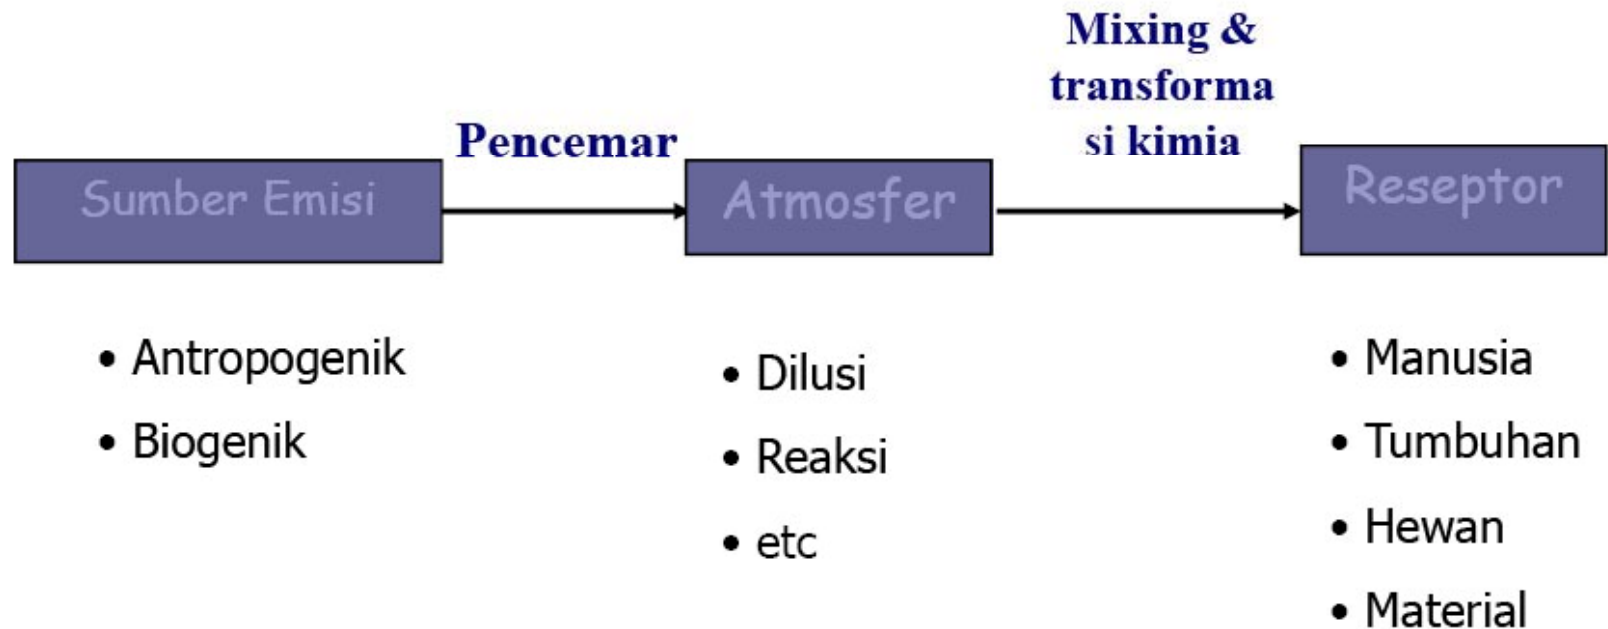 Mixing &
transforma
si kimia
Pencemar
Sumber Emisi
Atmosfer
Reseptor
• Antropogenik
• Biogenik
• Dilusi
• Reaksi
• etc
• Manusia
• Tumbuhan
• Hewan
• Material